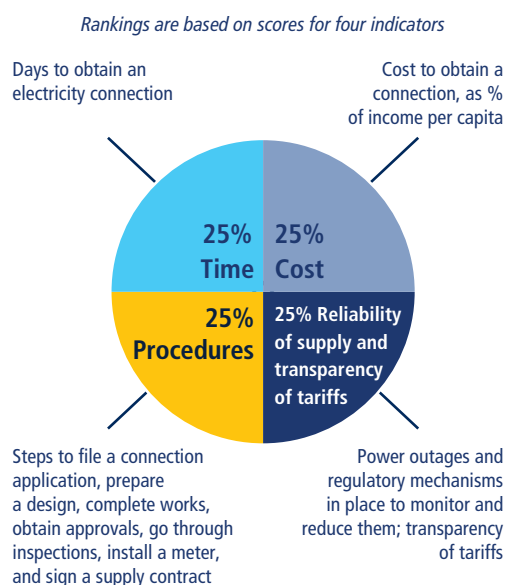 Rankings are based on scores for four indicators
Days to obtain an
electricity connection
Cost to obtain a
connection, as %
of income per capita
25%
Time
25%
Cost
25%
Procedures
25% Reliability
of supply and
transparency
of tariffs
Steps to file a connection
application, prepare
a design, complete works,
obtain approvals, go through
inspections, install a meter,
and sign a supply contract
Power outages and
regulatory mechanisms
in place to monitor and
reduce them; transparency
of tariffs